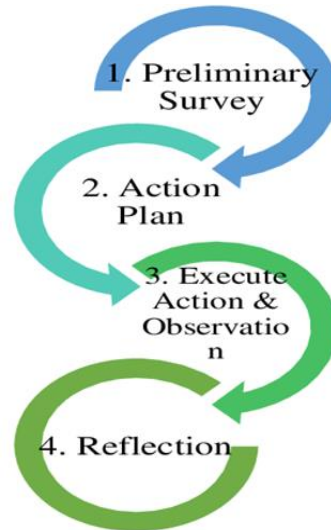 1. Preliminary
Survey
2. Action
Plan
3. Execute
Action &
Observatio
n
4. Reflection